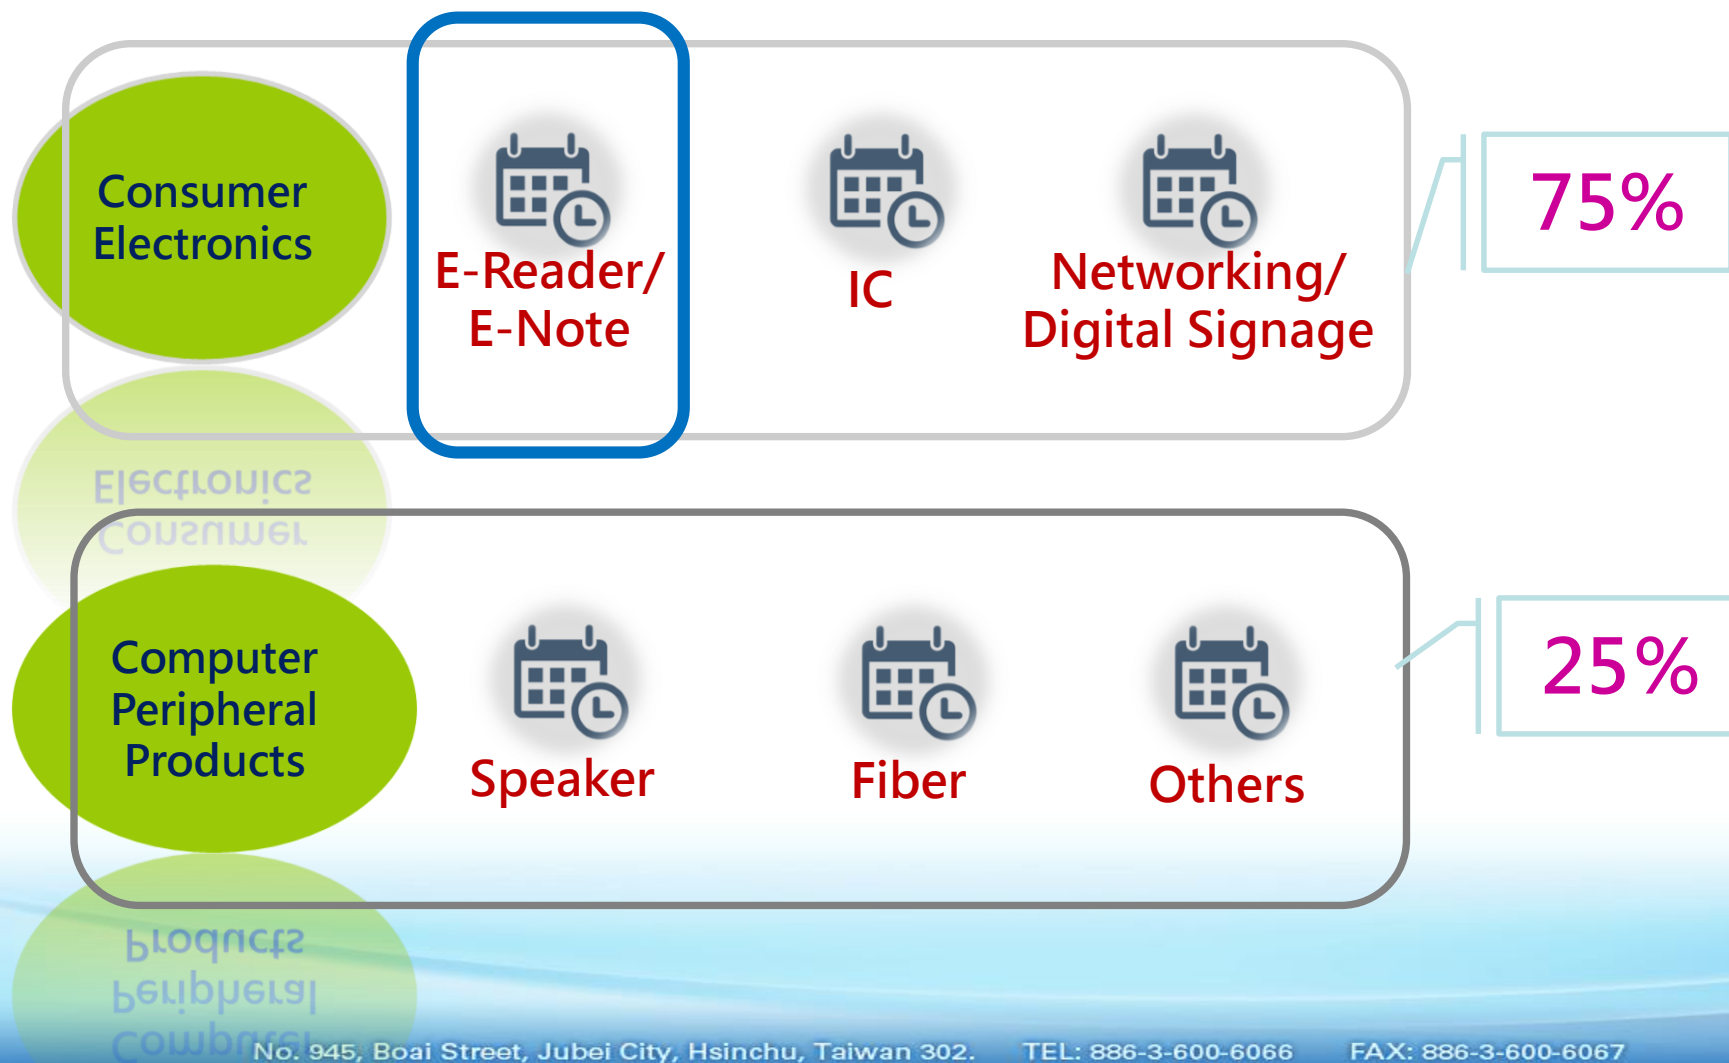 Consumer
Electronics
E-Reader/
E-Note
IC
Networking/
Digital Signage
75%
Computer
Peripheral
Products
Speaker
Fiber
Others
25%
No. 945, Boai Street, Jubei City, Hsinchu, Taiwan 302. TEL: 886-3-600-6066 FAX: 886-3-600-6067